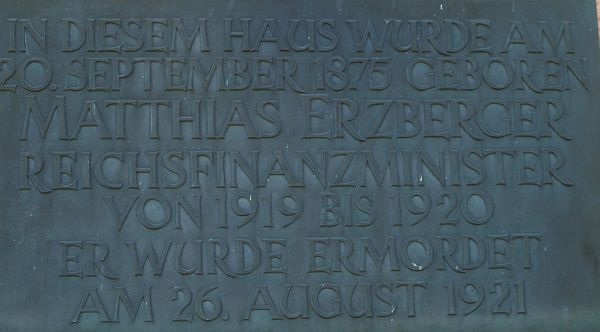 IN DIESEM HAUS WURDE AM
20. SEPTEMBER 1875 GEBOREN
MATTHIAS ERZBERGER
REICHSFINANZMINISTER
VON 1919 BIS 1920
ER WURDE ERMORDET
AM 26. AUGUST 1921